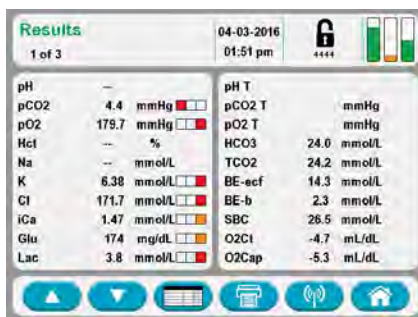 Results
1 of 3
04-03-2016
01:51 pm
4444
pH --
pCO2 4.4 mmHg
pO2 179.7 mmHg
Hct -- %
Na -- mmol/L
K 6.38 mmol/L
Cl 171.7 mmol/L
iCa 1.47 mmol/L
Glu 174 mg/dL
Lac 3.8 mmol/L
pH T
pCO2 T mmHg
pO2 T mmHg
HCO3 24.0 mmol/L
TCO2 24.2 mmol/L
BE-ecf 14.3 mmol/L
BE-b 2.3 mmol/L
SBC 26.5 mmol/L
O2Ct -4.7 mL/dL
O2Cap -5.3 mL/dL